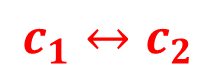 c₁ ↔ c₂